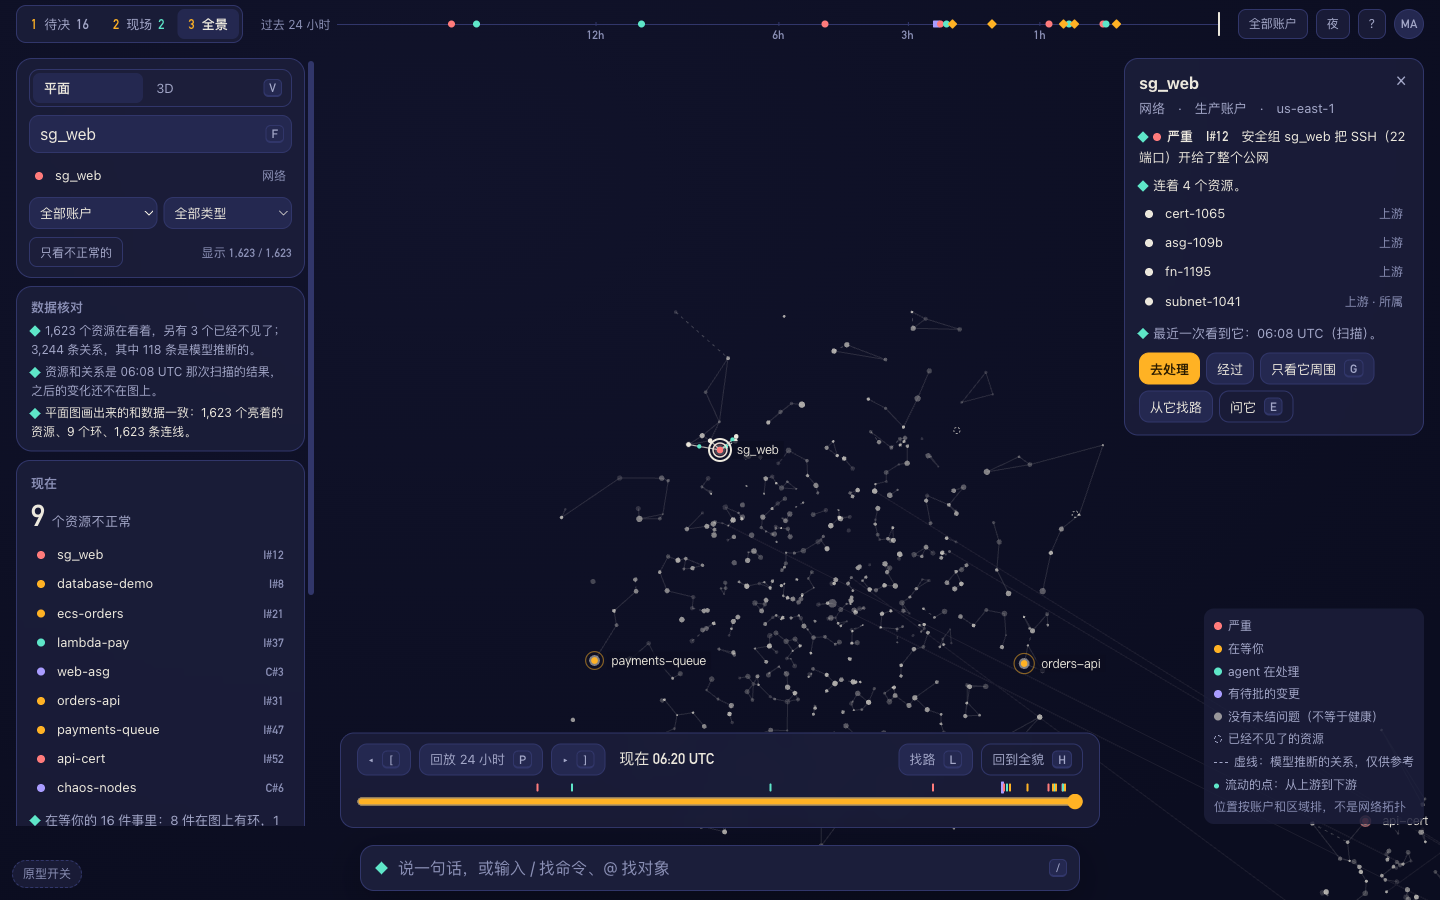 1 待决 16 2 现场 2 3 全景
过去 24 小时
12h 6h 3h 1h
全部账户 夜 ? MA
平面 3D V
sg_web F
sg_web 网络
全部账户 全部类型
只看不正常的 显示 1,623 / 1,623
数据核对
1,623 个资源在看着，另有 3 个已经不见了；
3,244 条关系，其中 118 条是模型推断的。
资源和关系是 06:08 UTC 那次扫描的结果，
之后的变化还不在图上。
平面图画出来的和数据一致：1,623 个亮着的
资源、9 个环、1,623 条连线。
现在
9 个资源不正常
sg_web I#12
database-demo I#8
ecs-orders I#21
lambda-pay I#37
web-asg C#3
orders-api I#31
payments-queue I#47
api-cert I#52
chaos-nodes C#6
在等你的 16 件事里：8 件在图上有环，1
原型开关
sg_web
payments-queue
orders-api
api-cert
sg_web ×
网络 · 生产账户 · us-east-1
严重 I#12 安全组 sg_web 把 SSH（22
端口）开给了整个公网
连着 4 个资源。
cert-1065 上游
asg-109b 上游
fn-1195 上游
subnet-1041 上游 · 所属
最近一次看到它：06:08 UTC（扫描）。
去处理 经过 只看它周围 G
从它找路 问它 E
严重
在等你
agent 在处理
有待批的变更
没有未结问题（不等于健康）
已经不见了的资源
虚线：模型推断的关系，仅供参考
流动的点：从上游到下游
位置按账户和区域排，不是网络拓扑
[ 回放 24 小时 P ] 现在 06:20 UTC 找路 L 回到全貌 H
说一句话，或输入 / 找命令、@ 找对象 /